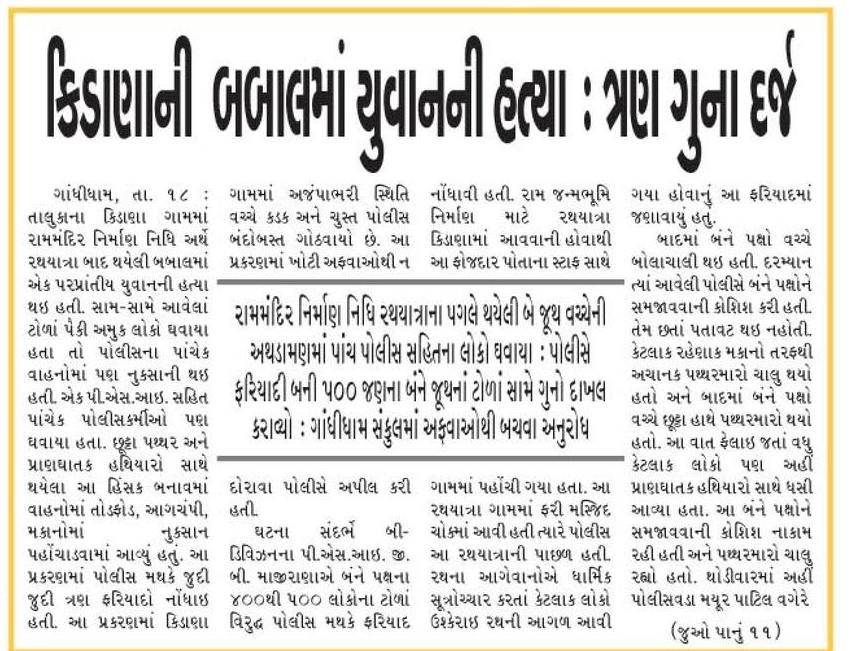 કિડાણાની બબાલમાં યુવાનની હત્યા : ત્રણ ગુના દર્જ
ગાંધીધામ, તા. ૧૮ :
તાલુકાના કિડાણા ગામમાં
રામમંદિર નિર્માણ નિધિ અર્થે
રથયાત્રા બાદ થયેલી બબાલમાં
એક પરપ્રાંતીય યુવાનની હત્યા
થઇ હતી. સામ-સામે આવેલાં
ટોળાં પૈકી અમુક લોકો ઘવાયા
હતા તો પોલીસના પાંચેક
વાહનોમાં પણ નુકસાની થઇ
હતી. એક પી.એસ.આઇ. સહિત
પાંચેક પોલીસકર્મીઓ પણ
ઘવાયા હતા. છૂટ્ટા પથ્થર અને
પ્રાણઘાતક હથિયારો સાથે
થયેલા આ હિંસક બનાવમાં
વાહનોમાં તોડફોડ, આગચંપી,
મકાનોમાં નુકસાન
પહોંચાડવામાં આવ્યું હતું. આ
પ્રકરણમાં પોલીસ મથકે જુદી
જુદી ત્રણ ફરિયાદો નોંધાઇ
હતી. આ પ્રકરણમાં કિડાણા
ગામમાં અજંપાભરી સ્થિતિ
વચ્ચે કડક અને ચુસ્ત પોલીસ
બંદોબસ્ત ગોઠવાયો છે. આ
પ્રકરણમાં ખોટી અફવાઓથી ન
રામમંદિર નિર્માણ નિધિ રથયાત્રાના પગલે થયેલી બે જૂથ વચ્ચેની
અથડામણમાં પાંચ પોલીસ સહિતના લોકો ઘવાયા : પોલીસે
ફરિયાદી બની ૫૦૦ જણના બંને જૂથનાં ટોળાં સામે ગુનો દાખલ
કરાવ્યો : ગાંધીધામ સંકુલમાં અફવાઓથી બચવા અનુરોધ
દોરાવા પોલીસે અપીલ કરી
હતી.
ઘટના સંદર્ભે બી-
ડિવિઝનના પી.એસ.આઇ. જી.
બી. માજીરાણાએ બંને પક્ષના
૪૦૦થી ૫૦૦ લોકોના ટોળાં
વિરુદ્ધ પોલીસ મથકે ફરિયાદ
નોંધાવી હતી. રામ જન્મભૂમિ
નિર્માણ માટે રથયાત્રા
કિડાણામાં આવવાની હોવાથી
આ ફોજદાર પોતાના સ્ટાફ સાથે
ગામમાં પહોંચી ગયા હતા. આ
રથયાત્રા ગામમાં ફરી મસ્જિદ
ચોકમાં આવી હતી ત્યારે પોલીસ
આ રથયાત્રાની પાછળ હતી.
રથના આગેવાનોએ ધાર્મિક
સૂત્રોચ્ચાર કરતાં કેટલાક લોકો
ઉશ્કેરાઇ રથની આગળ આવી
ગયા હોવાનું આ ફરિયાદમાં
જણાવાયું હતું.
બાદમાં બંને પક્ષો વચ્ચે
બોલાચાલી થઇ હતી. દરમ્યાન
ત્યાં આવેલી પોલીસે બંને પક્ષોને
સમજાવવાની કોશિશ કરી હતી.
તેમ છતાં પતાવટ થઇ નહોતી.
કેટલાક રહેણાક મકાનો તરફથી
અચાનક પથ્થરમારો ચાલુ થયો
હતો અને બાદમાં બંને પક્ષો
વચ્ચે છૂટ્ટા હાથે પથ્થરમારો થયો
હતો. આ વાત ફેલાઇ જતાં વધુ
કેટલાક લોકો પણ અહીં
પ્રાણઘાતક હથિયારો સાથે ધસી
આવ્યા હતા. આ બંને પક્ષોને
સમજાવવાની કોશિશ નાકામ
રહી હતી અને પથ્થરમારો ચાલુ
રહ્યો હતો. થોડીવારમાં અહીં
પોલીસવડા મયૂર પાટિલ વગેરે
(જુઓ પાનું ૧૧)